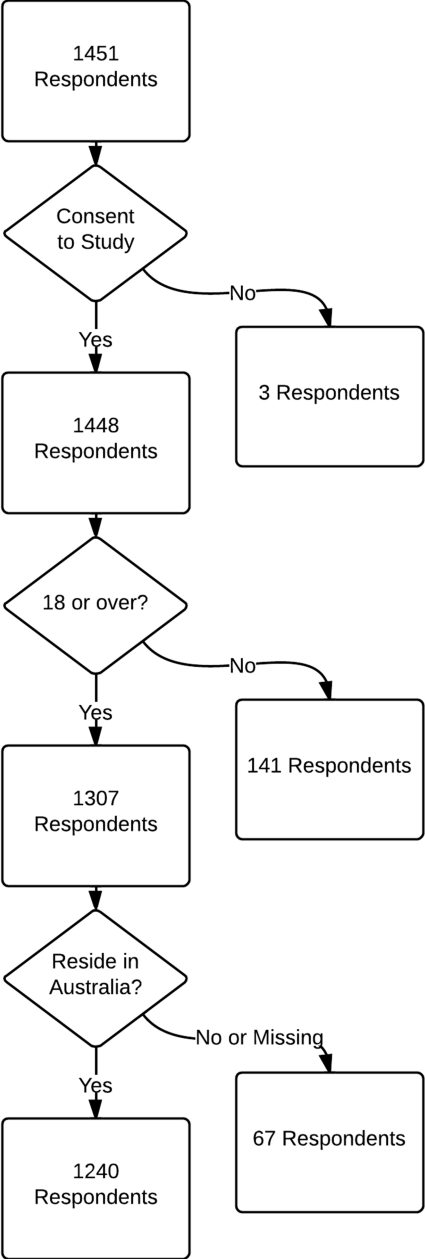 1451
Respondents
Consent
to Study
No
Yes
3 Respondents
1448
Respondents
18 or over?
No
Yes
141 Respondents
1307
Respondents
Reside in
Australia?
No or Missing
Yes
67 Respondents
1240
Respondents